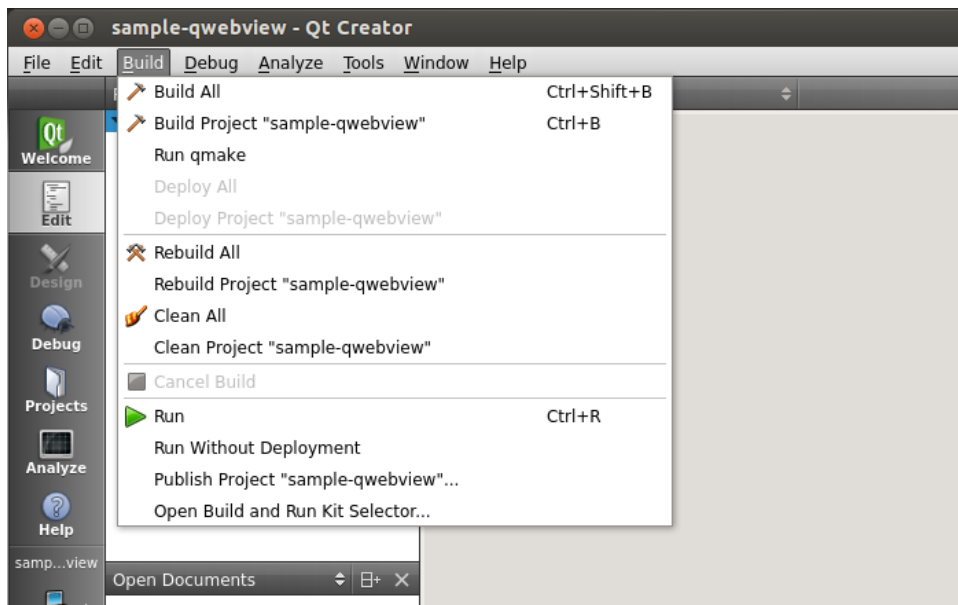 sample-qwebview - Qt Creator
File Edit Build Debug Analyze Tools Window Help
Build All Ctrl+Shift+B
Build Project "sample-qwebview" Ctrl+B
Run qmake
Deploy All
Deploy Project "sample-qwebview"
Rebuild All
Rebuild Project "sample-qwebview"
Clean All
Clean Project "sample-qwebview"
Cancel Build
Run Ctrl+R
Run Without Deployment
Publish Project "sample-qwebview"...
Open Build and Run Kit Selector...
Qt
Welcome
Edit
Design
Debug
Projects
Analyze
Help
samp...view
Open Documents